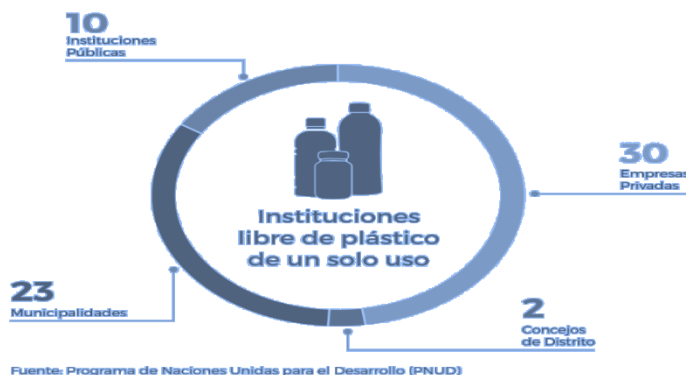 10
Instituciones
Públicas
30
Empresas
Privadas
Instituciones
libre de plástico
de un solo uso
23
Municipalidades
2
Concejos
de Distrito
Fuente: Programa de Naciones Unidas para el Desarrollo (PNUD)